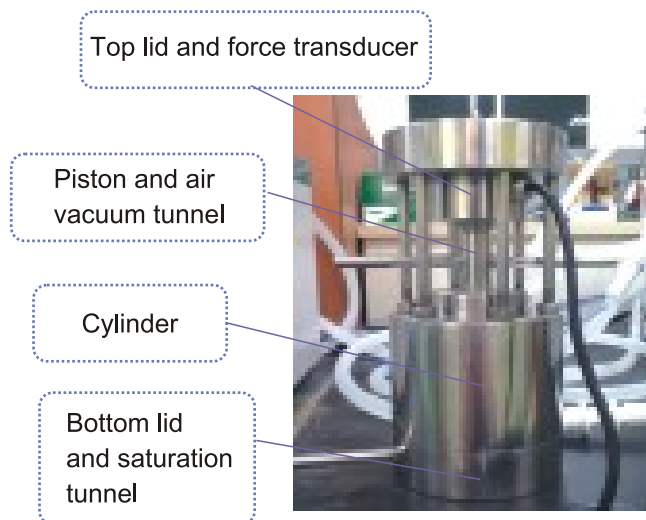 Top lid and force transducer
Piston and air
vacuum tunnel
Cylinder
Bottom lid
and saturation
tunnel